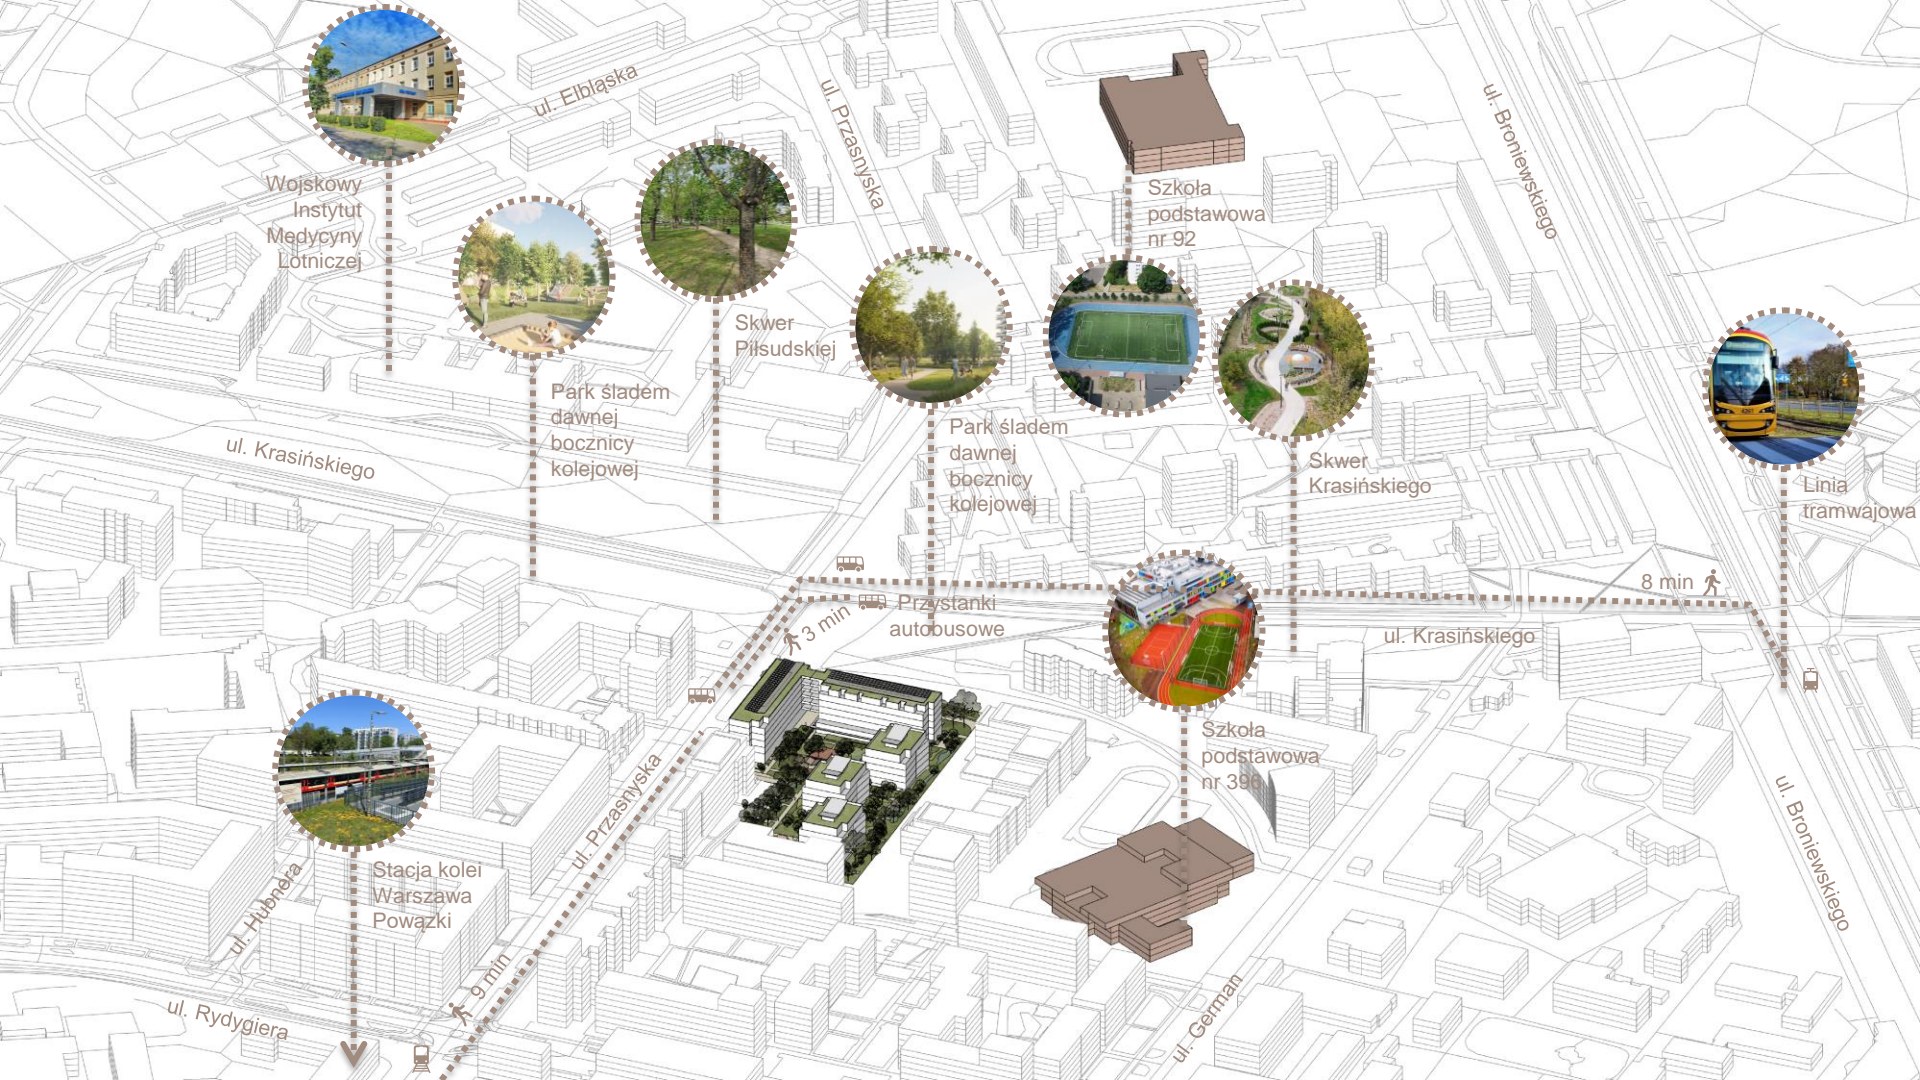 ul. Elbląska
ul. Przasnyska
ul. Broniewskiego
Wojskowy
Instytut
Medycyny
Lotniczej
Szkoła
podstawowa
nr 92
Skwer
Piłsudskiej
Park śladem
dawnej
bocznicy
kolejowej
Park śladem
dawnej
bocznicy
kolejowej
ul. Krasińskiego
Skwer
Krasińskiego
Linia
tramwajowa
8 min
3 min
Przystanki
autobusowe
ul. Krasińskiego
Szkoła
podstawowa
nr 396
ul. Przasnyska
ul. Broniewskiego
Stacja kolei
Warszawa
Powązki
ul. Hubnera
9 min
ul. Rydygiera
ul. German